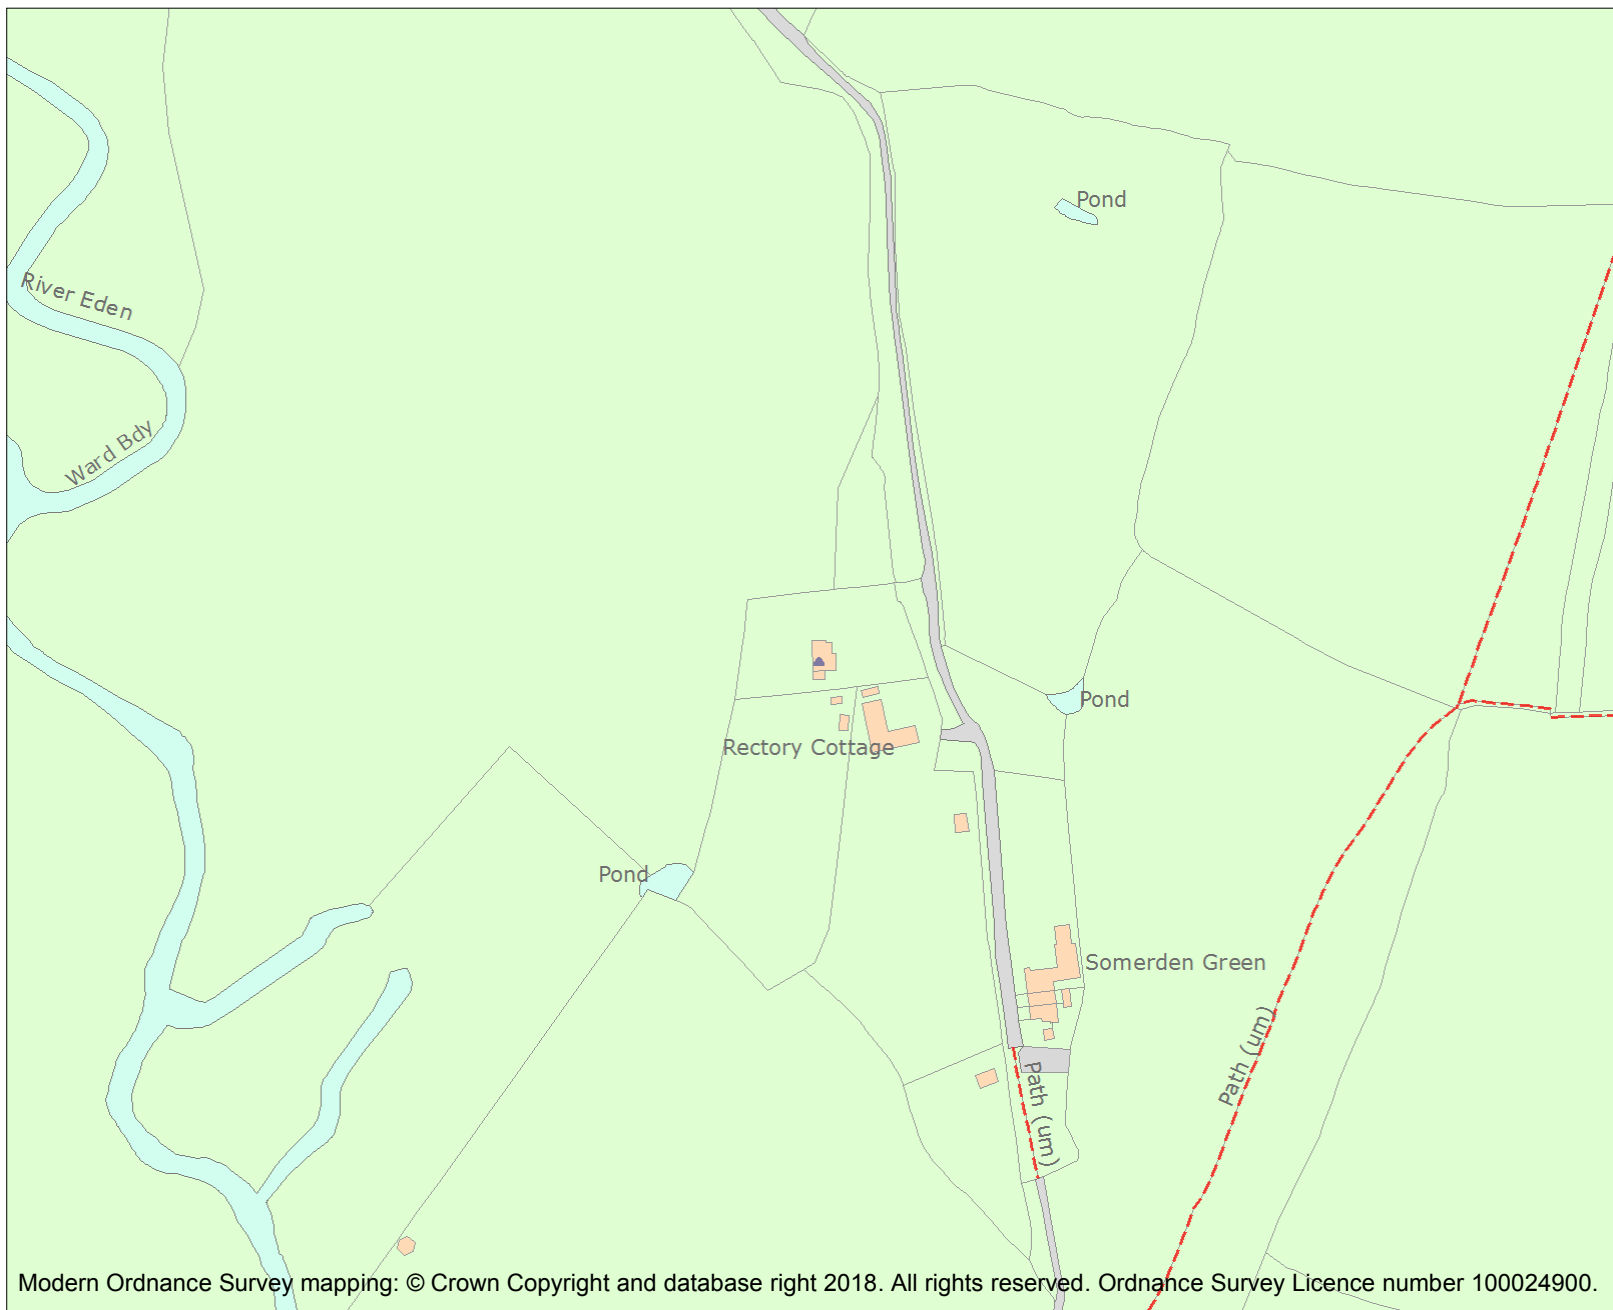 Pond
River Eden
Ward Bdy
Pond
Rectory Cottage
Pond
Somerden Green
Path (um)
Path (um)
Modern Ordnance Survey mapping: © Crown Copyright and database right 2018. All rights reserved. Ordnance Survey Licence number 100024900.